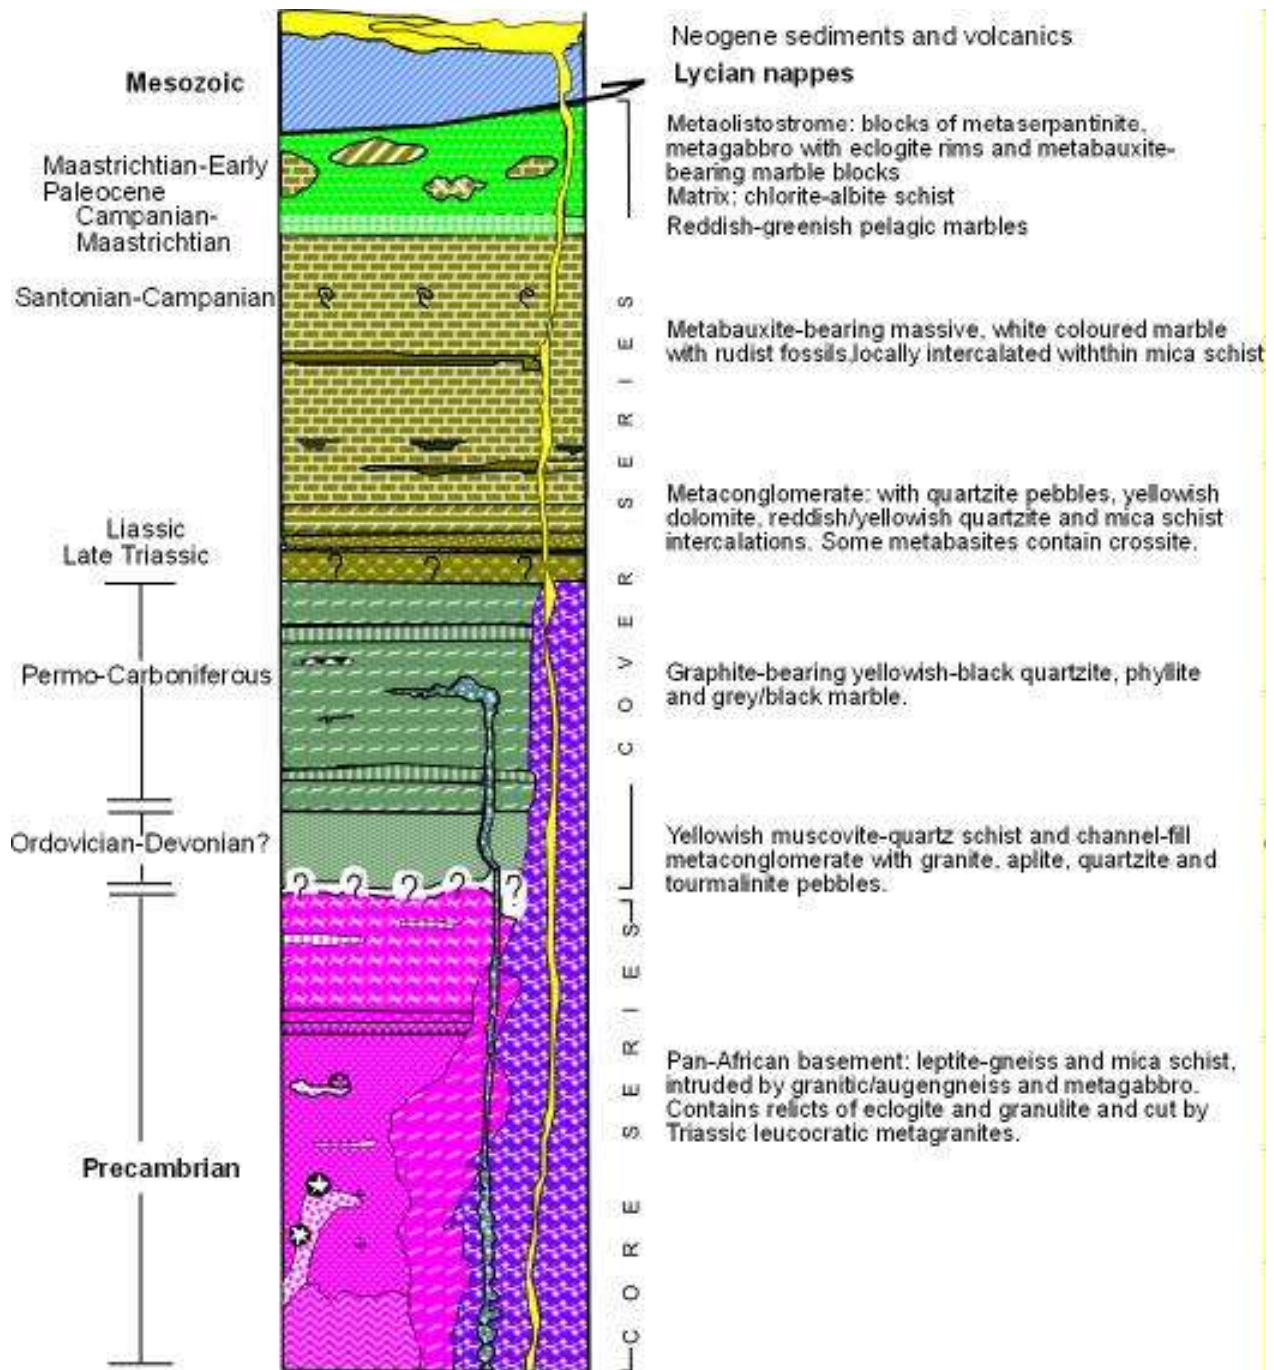 Neogene sediments and volcanics
Mesozoic
Lycian nappes
Metaolistostrome: blocks of metaserpantinite,
metagabbro with eclogite rims and metabauxite-
bearing marble blocks
Matrix: chlorite-albite schist
Maastrichtian-Early
Paleocene
Campanian-
Maastrichtian
Reddish-greenish pelagic marbles
Santonian-Campanian
Metabauxite-bearing massive, white coloured marble
with rudist fossils,locally intercalated withthin mica schist
Metaconglomerate: with quartzite pebbles, yellowish
dolomite, reddish/yellowish quartzite and mica schist
intercalations. Some metabasites contain crossite.
Liassic
Late Triassic
? ? ?
Permo-Carboniferous
Graphite-bearing yellowish-black quartzite, phyllite
and grey/black marble.
COVER SERIES
Ordovician-Devonian?
Yellowish muscovite-quartz schist and channel-fill
metaconglomerate with granite, aplite, quartzite and
tourmalinite pebbles.
? ? ? ? ?
Pan-African basement: leptite-gneiss and mica schist,
intruded by granitic/augengneiss and metagabbro.
Contains relicts of eclogite and granulite and cut by
Triassic leucocratic metagranites.
Precambrian
CORE SERIES